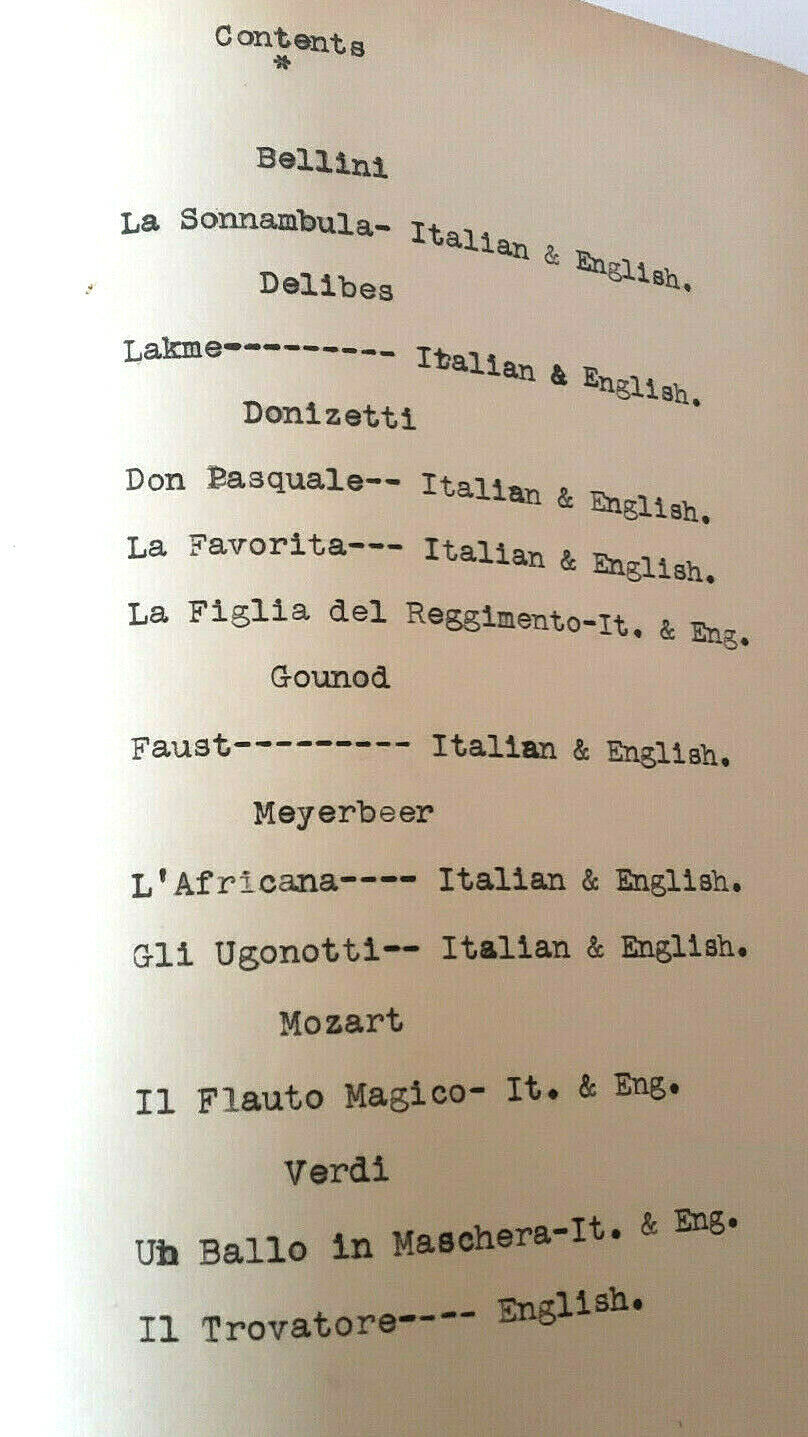 Contents
*
Bellini
La Sonnambula- Italian & English.
Delibes
Lakme---------- Italian & English.
Donizetti
Don Pasquale-- Italian & English.
La Favorita--- Italian & English.
La Figlia del Reggimento-It. & Eng.
Gounod
Faust---------- Italian & English.
Meyerbeer
L'Africana---- Italian & English.
Gli Ugonotti-- Italian & English.
Mozart
Il Flauto Magico- It. & Eng.
Verdi
Un Ballo in Maschera-It. & Eng.
Il Trovatore---- English.